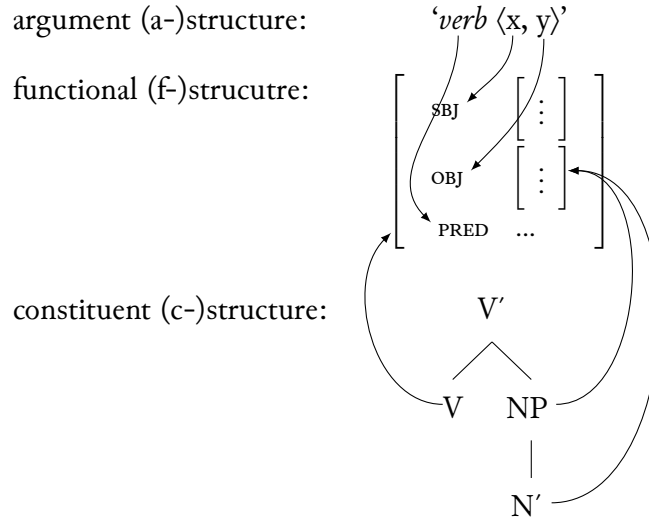 argument (a-)structure: ‘verb ⟨x, y⟩’
functional (f-)strucutre:
SBJ ⋮
OBJ ⋮
PRED ...
constituent (c-)structure: V′
V NP
N′